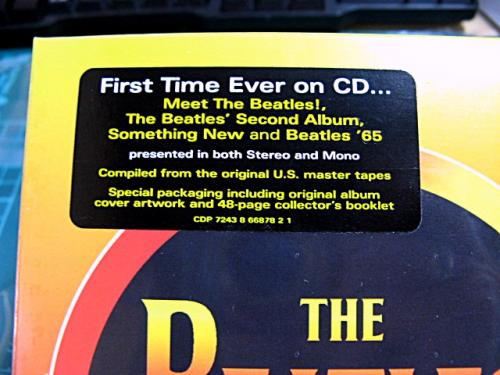 First Time Ever on CD...
Meet The Beatles!,
The Beatles' Second Album,
Something New and Beatles '65
presented in both Stereo and Mono
Compiled from the original U.S. master tapes
Special packaging including original album
cover artwork and 48-page collector's booklet
CDP 7243 8 66878 2 1
THE